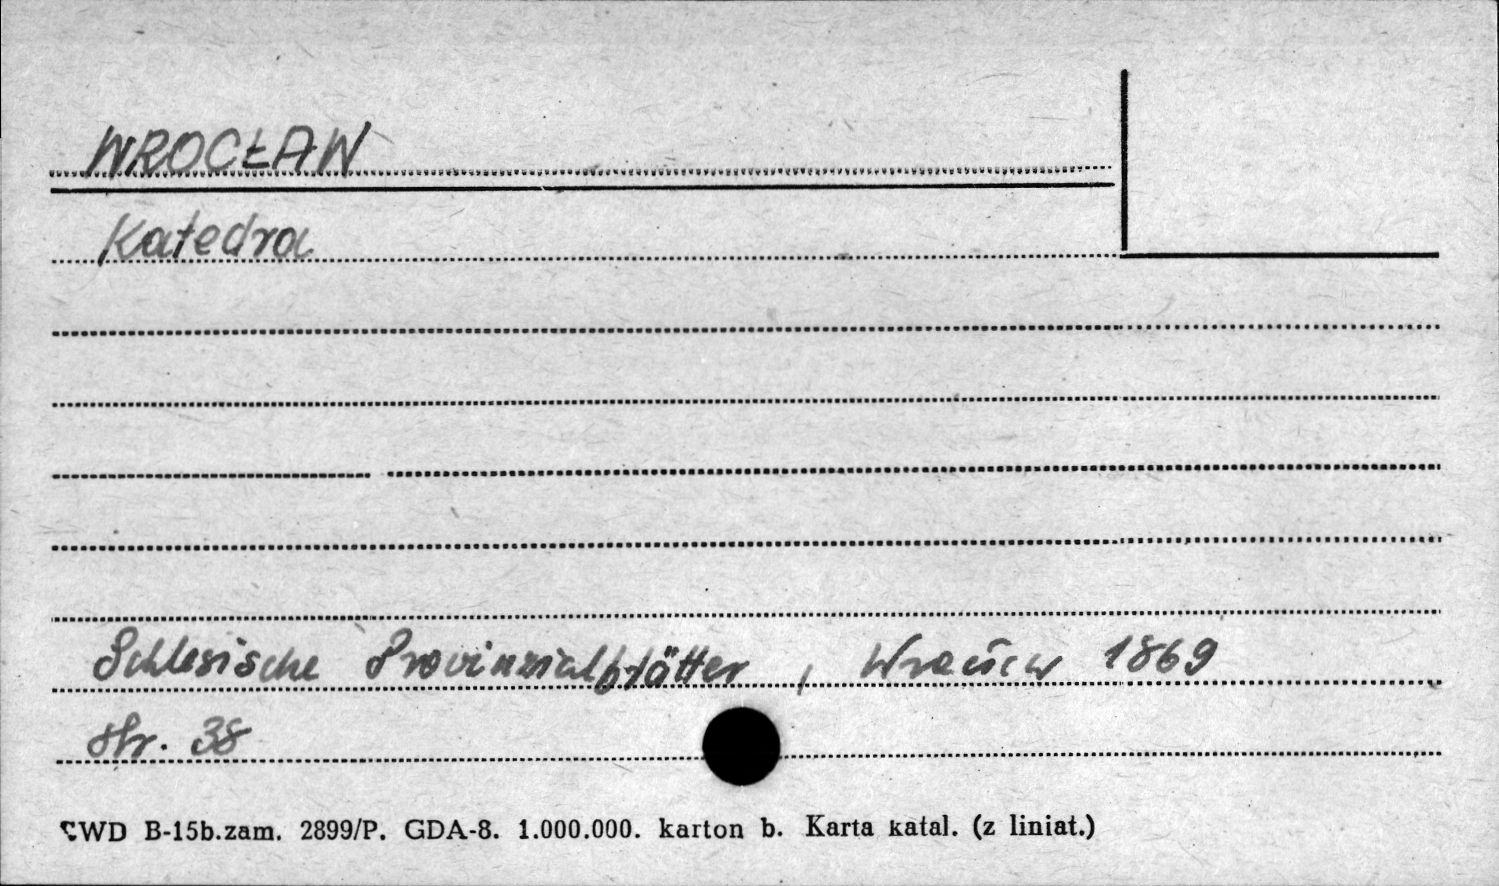 WROCŁAW
Katedra
Schlesische Provinzialblätter, 1869
str. 38
CWD B-15b.zam. 2899/P. GDA-8. 1.000.000. karton b. Karta katal. (z liniat.)